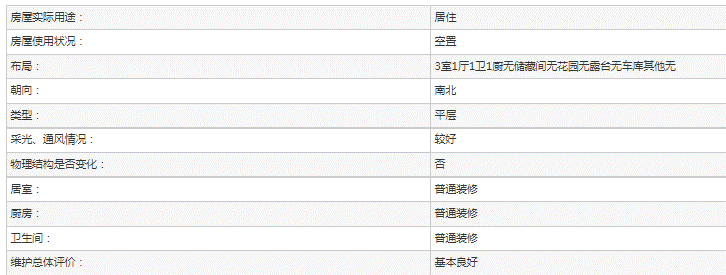 房屋实际用途： 居住
房屋使用状况： 空置
布局： 3室1厅1卫1厨无储藏间无花园无露台无车库其他无
朝向： 南北
类型： 平层
采光、通风情况： 较好
物理结构是否变化： 否
居室： 普通装修
厨房： 普通装修
卫生间： 普通装修
维护总体评价： 基本良好